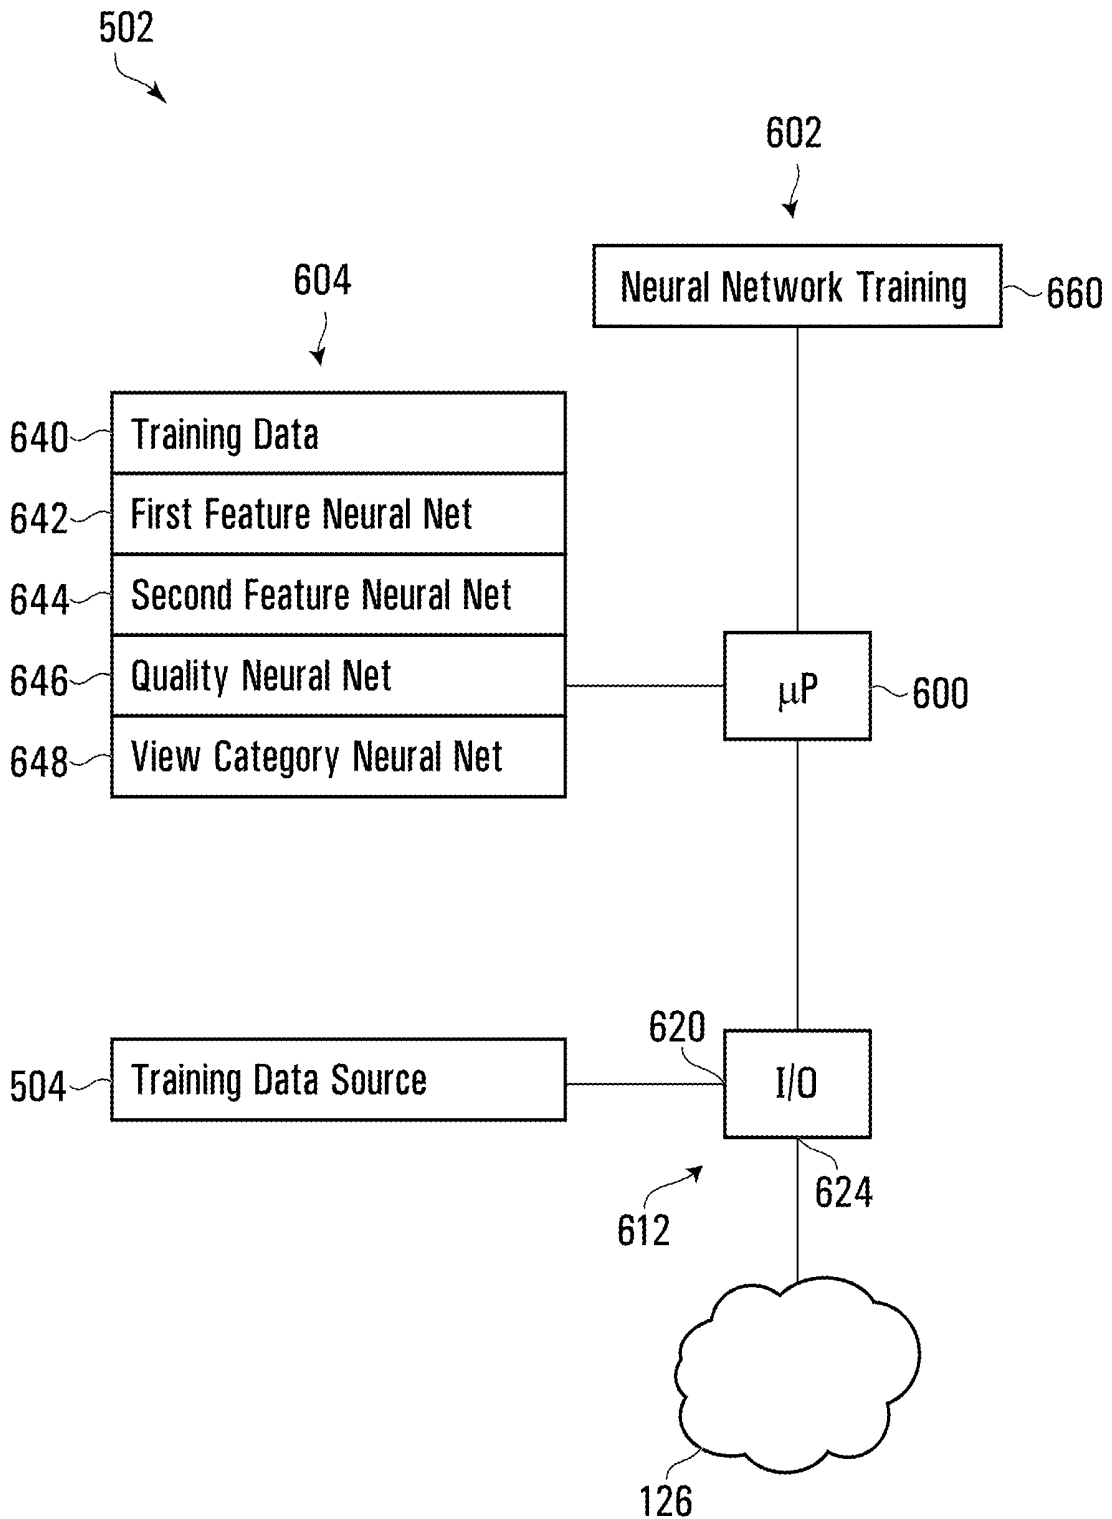 502
602
Neural Network Training
660
604
640
Training Data
642
First Feature Neural Net
644
Second Feature Neural Net
646
Quality Neural Net
648
View Category Neural Net
μP
600
504
Training Data Source
620
I/O
624
612
126